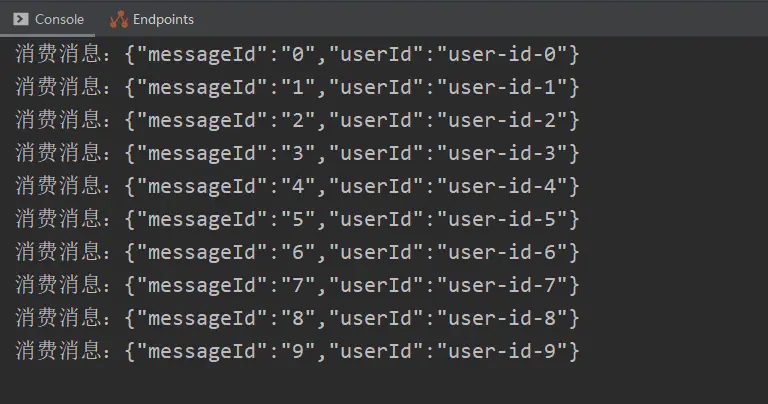 Console Endpoints
消费消息：{"messageId":"0","userId":"user-id-0"}
消费消息：{"messageId":"1","userId":"user-id-1"}
消费消息：{"messageId":"2","userId":"user-id-2"}
消费消息：{"messageId":"3","userId":"user-id-3"}
消费消息：{"messageId":"4","userId":"user-id-4"}
消费消息：{"messageId":"5","userId":"user-id-5"}
消费消息：{"messageId":"6","userId":"user-id-6"}
消费消息：{"messageId":"7","userId":"user-id-7"}
消费消息：{"messageId":"8","userId":"user-id-8"}
消费消息：{"messageId":"9","userId":"user-id-9"}